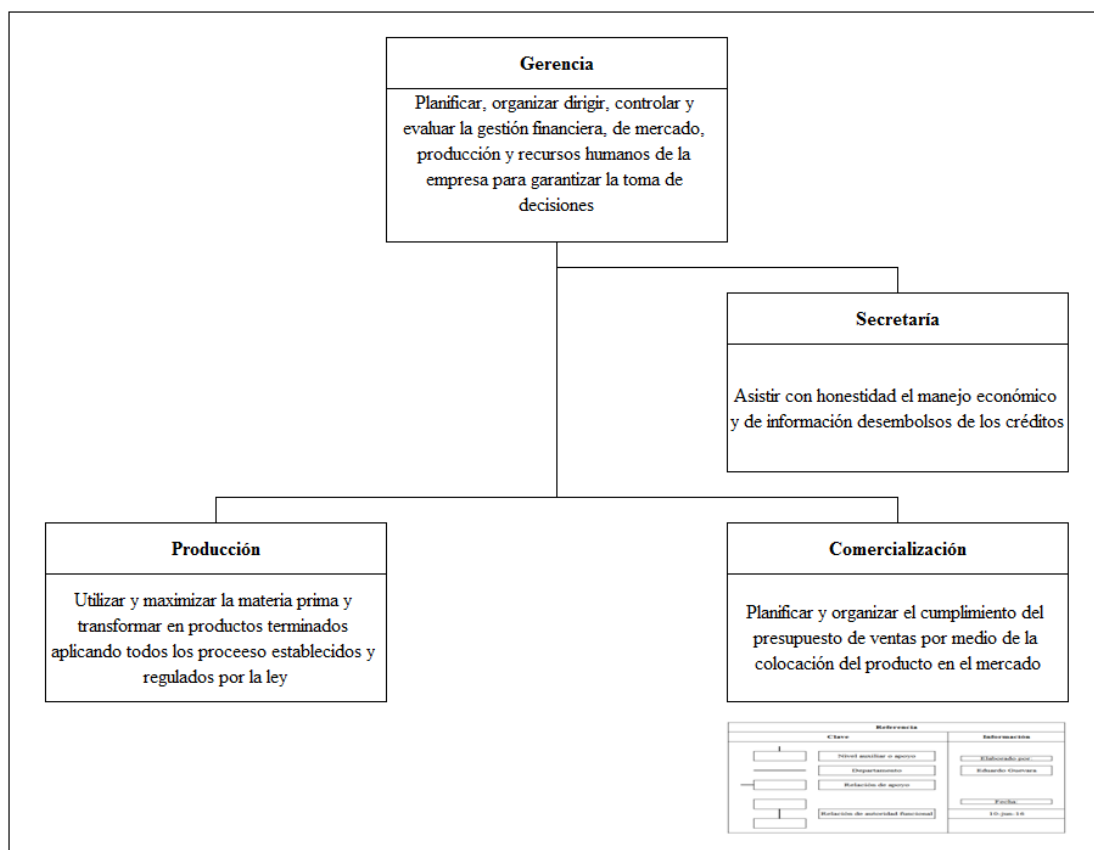 Gerencia
Planificar, organizar dirigir, controlar y
evaluar la gestión financiera, de mercado,
producción y recursos humanos de la
empresa para garantizar la toma de
decisiones
Secretaría
Asistir con honestidad el manejo económico
y de información desembolsos de los créditos
Producción
Utilizar y maximizar la materia prima y
transformar en productos terminados
aplicando todos los proceeso establecidos y
regulados por la ley
Comercialización
Planificar y organizar el cumplimiento del
presupuesto de ventas por medio de la
colocación del producto en el mercado
Referencia
Clave
Información
Nivel auxiliar o apoyo
Elaborado por:
Departamento
Eduardo Guevara
Relación de apoyo
Fecha:
Relación de autoridad funcional
10-jun-18